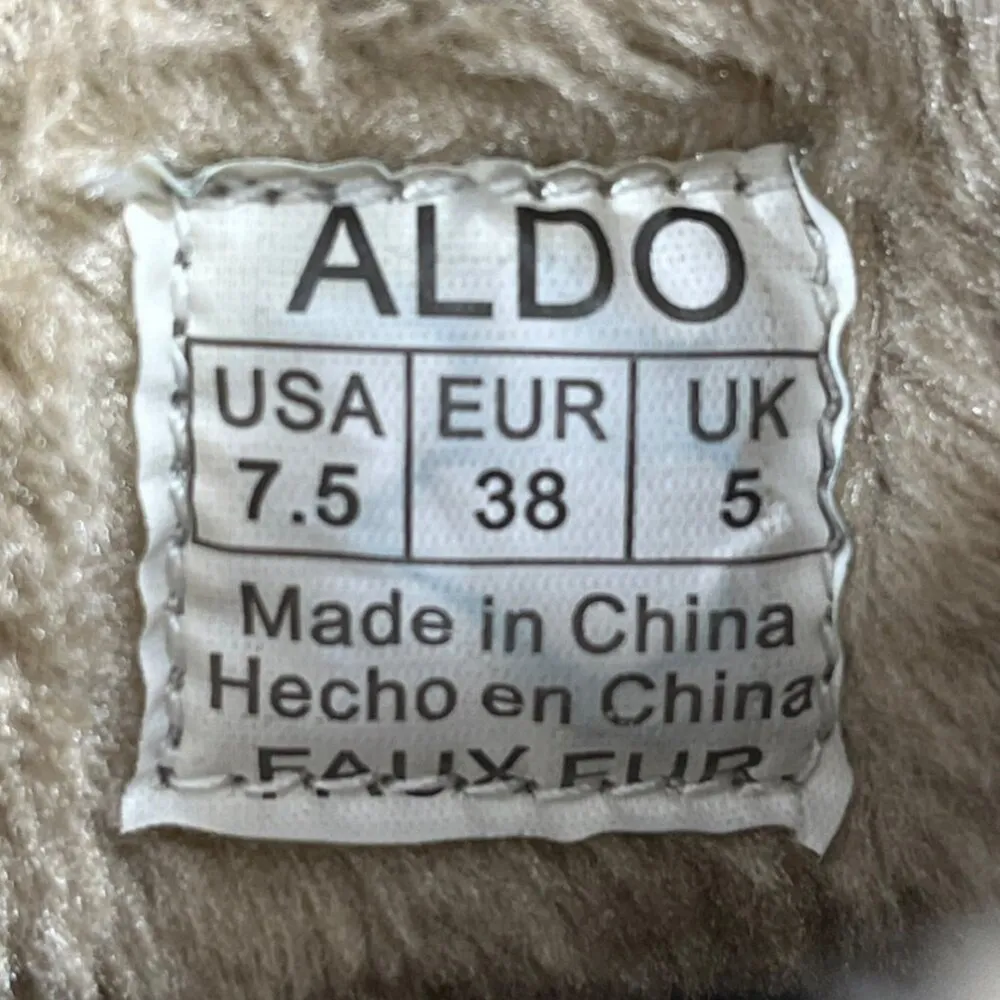 ALDO
USA EUR UK
7.5 38 5
Made in China
Hecho en China
FAUX FUR